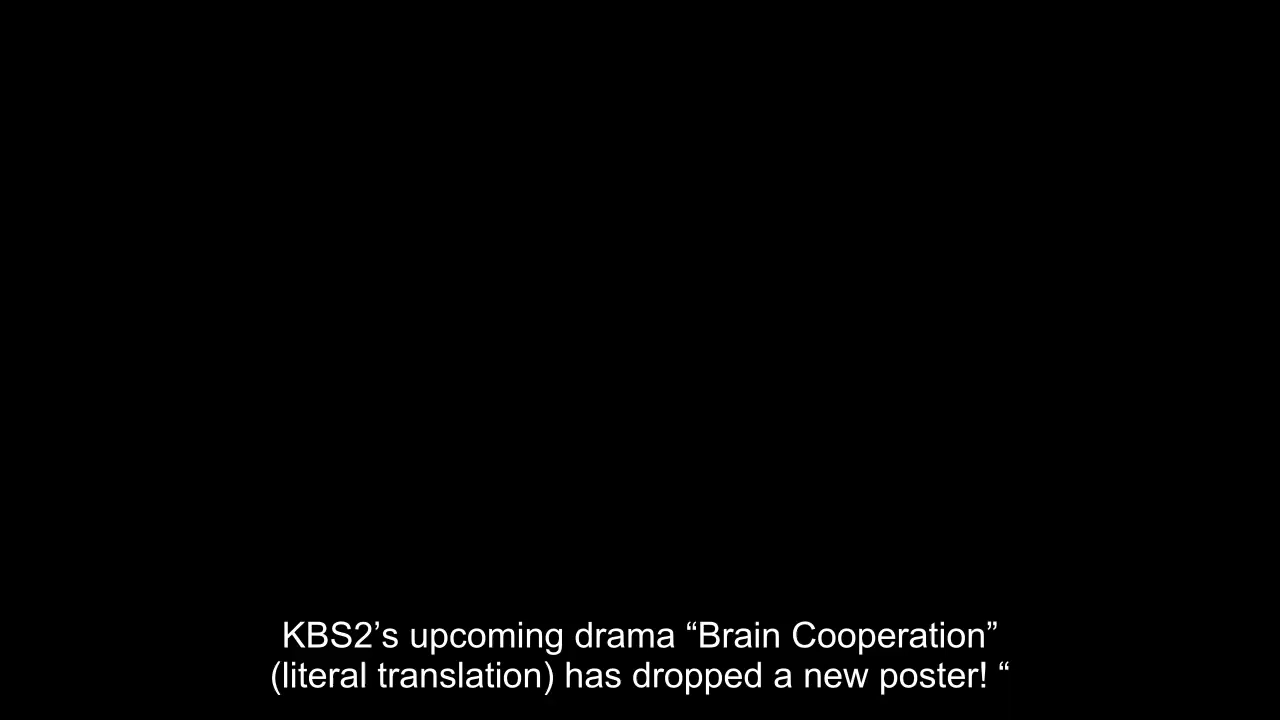 KBS2’s upcoming drama “Brain Cooperation”
(literal translation) has dropped a new poster! “